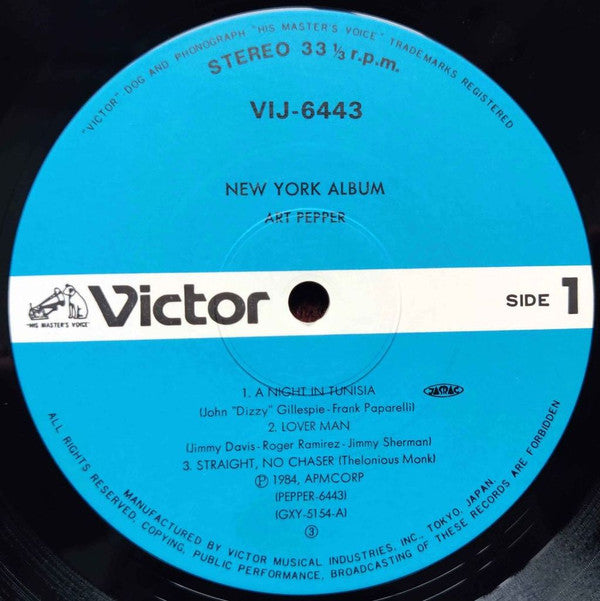 "VICTOR" DOG AND PHONOGRAPH "HIS MASTER'S VOICE" TRADEMARKS REGISTERED
STEREO 33 1/3 r.p.m.
VIJ-6443
NEW YORK ALBUM
ART PEPPER
"HIS MASTER'S VOICE"
Victor
SIDE 1
1. A NIGHT IN TUNISIA
JASRAC
(John "Dizzy" Gillespie-Frank Paparelli)
2. LOVER MAN
(Jimmy Davis-Roger Ramirez-Jimmy Sherman)
3. STRAIGHT, NO CHASER (Thelonious Monk)
Ⓟ 1984, APMCORP
(PEPPER-6443)
(GXY-5154-A)
③
MANUFACTURED BY VICTOR MUSICAL INDUSTRIES, INC., TOKYO, JAPAN
ALL RIGHTS RESERVED, COPYING, PUBLIC PERFORMANCE, BROADCASTING OF THESE RECORDS ARE FORBIDDEN